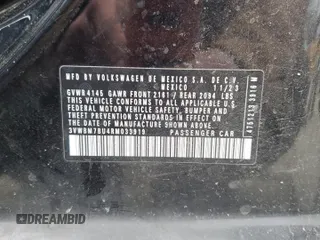 MFD. BY VOLKSWAGEN DE MEXICO S.A. DE C.V.
MEXICO 11/23
GVWR 4145 GAWR FRONT 2161 / REAR 2094 LBS
THIS VEHICLE CONFORMS TO ALL APPLICABLE U.S.
FEDERAL MOTOR VEHICLE SAFETY, BUMPER AND THEFT
PREVENTION STANDARDS IN EFFECT ON THE
DATE OF MANUFACTURE SHOWN ABOVE.
3VWBM7BU4RM033919
PASSENGER CAR
DREAMBID